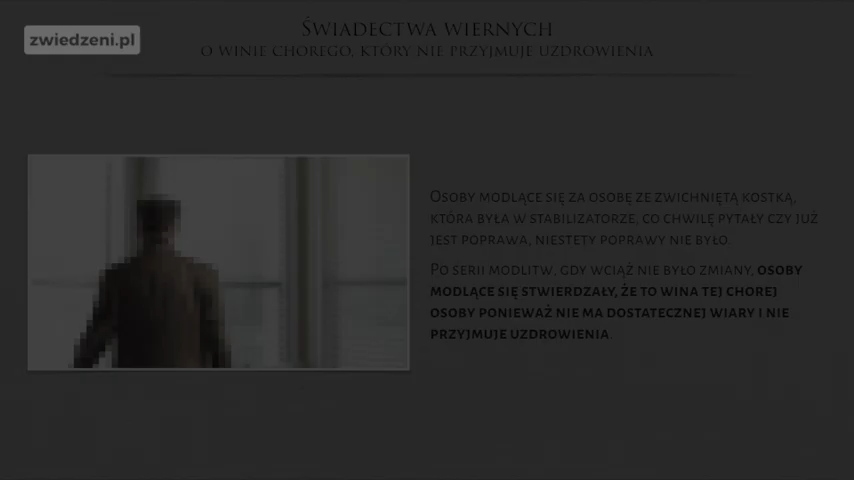 zwiedzeni.pl
Świadectwa wiernych
o winie chorego, który nie przyjmuje uzdrowienia
Osoby modlące się za osobę ze zwichniętą kostką,
która była w stabilizatorze, co chwilę pytały czy już
jest poprawa, niestety poprawy nie było.
Po serii modlitw, gdy wciąż nie było zmiany, osoby
modlące się stwierdzały, że to wina tej chorej
osoby ponieważ nie ma dostatecznej wiary i nie
przyjmuje uzdrowienia.